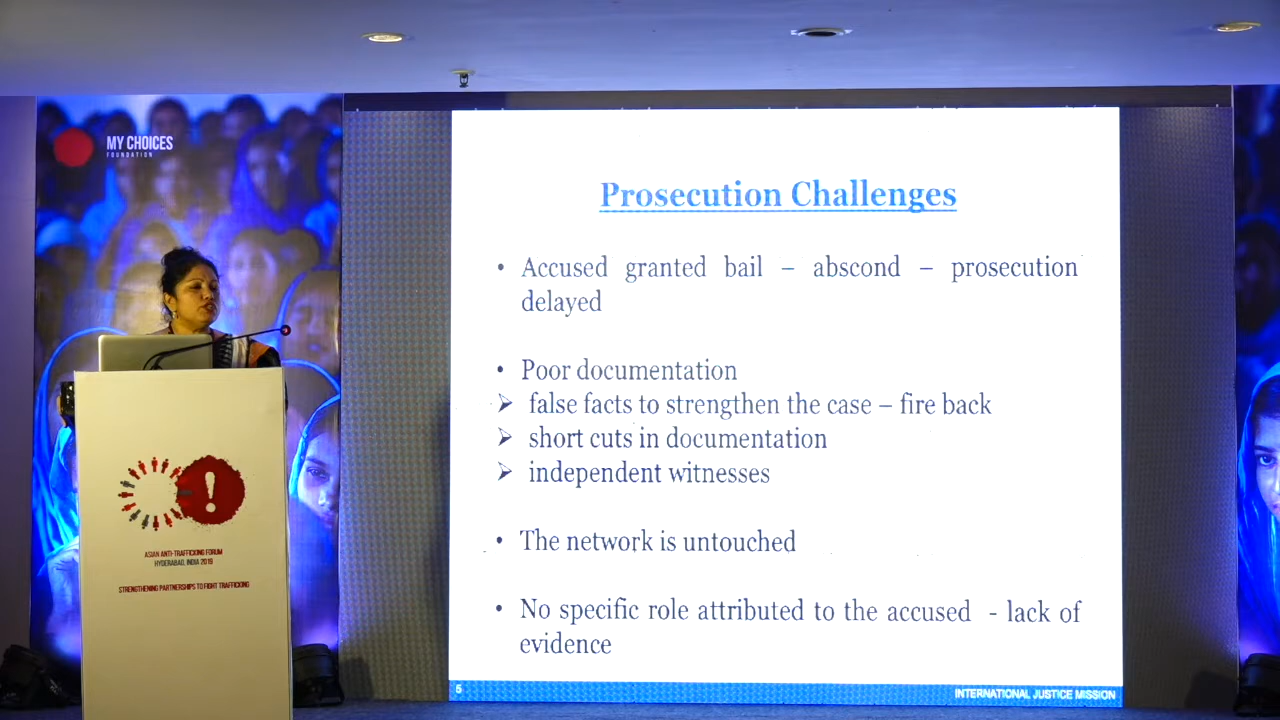 MY CHOICES
FOUNDATION
Prosecution Challenges
• Accused granted bail – abscond – prosecution
delayed
• Poor documentation
➢ false facts to strengthen the case – fire back
➢ short cuts in documentation
➢ independent witnesses
• The network is untouched
• No specific role attributed to the accused - lack of
evidence
5
INTERNATIONAL JUSTICE MISSION
!
ASIAN ANTI-TRAFFICKING FORUM
HYDERABAD, INDIA 2019
STRENGTHENING PARTNERSHIPS TO FIGHT TRAFFICKING